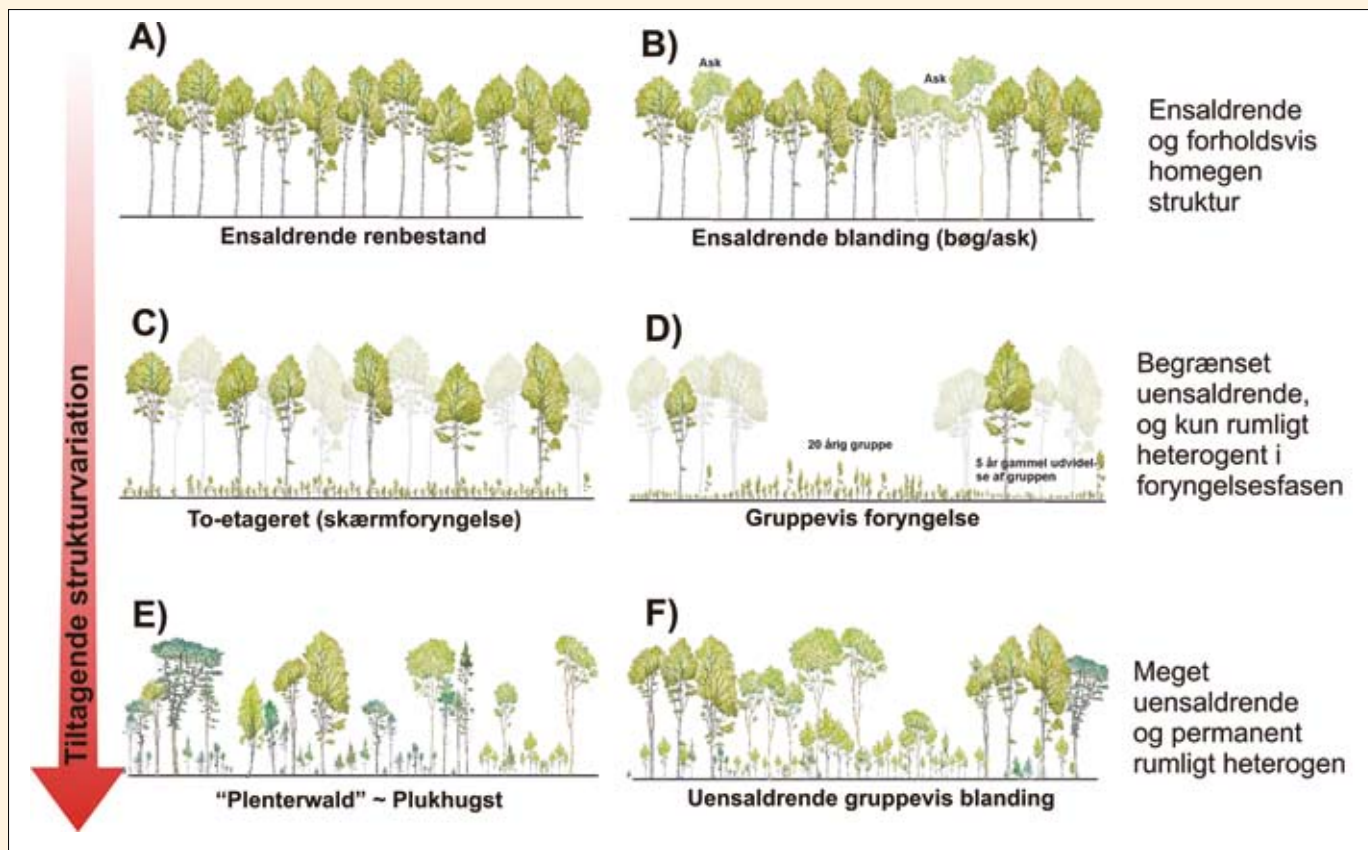 Tiltagende strukturvariation
A)
Ensaldrende renbestand
B)
Ask
Ask
Ensaldrende blanding (bøg/ask)
Ensaldrende
og forholdsvis
homegen
struktur
C)
To-etageret (skærmforyngelse)
D)
20 årig gruppe
5 år gammel udvidel-
se af gruppen
Gruppevis foryngelse
Begrænset
uensaldrende,
og kun rumligt
heterogent i
foryngelsesfasen
E)
“Plenterwald” ~ Plukhugst
F)
Uensaldrende gruppevis blanding
Meget
uensaldrende
og permanent
rumligt heterogen